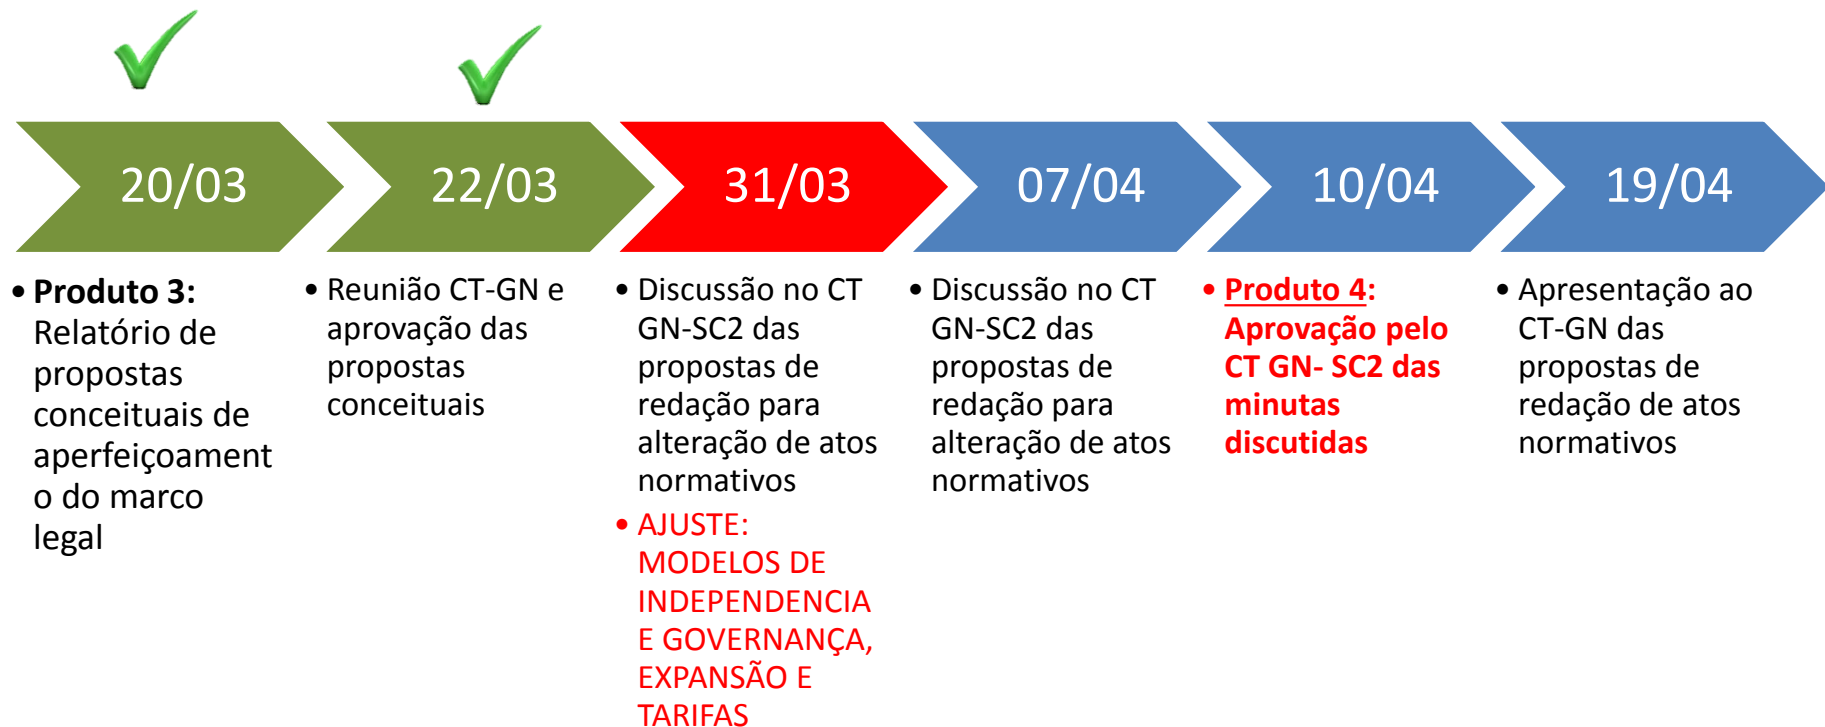 20/03
22/03
31/03
07/04
10/04
19/04
• Produto 3:
Relatório de
propostas
conceituais de
aperfeiçoament
o do marco
legal
• Reunião CT-GN e
aprovação das
propostas
conceituais
• Discussão no CT
GN-SC2 das
propostas de
redação para
alteração de atos
normativos
• AJUSTE:
MODELOS DE
INDEPENDENCIA
E GOVERNANÇA,
EXPANSÃO E
TARIFAS
• Discussão no CT
GN-SC2 das
propostas de
redação para
alteração de atos
normativos
• Produto 4:
Aprovação pelo
CT GN- SC2 das
minutas
discutidas
• Apresentação ao
CT-GN das
propostas de
redação de atos
normativos